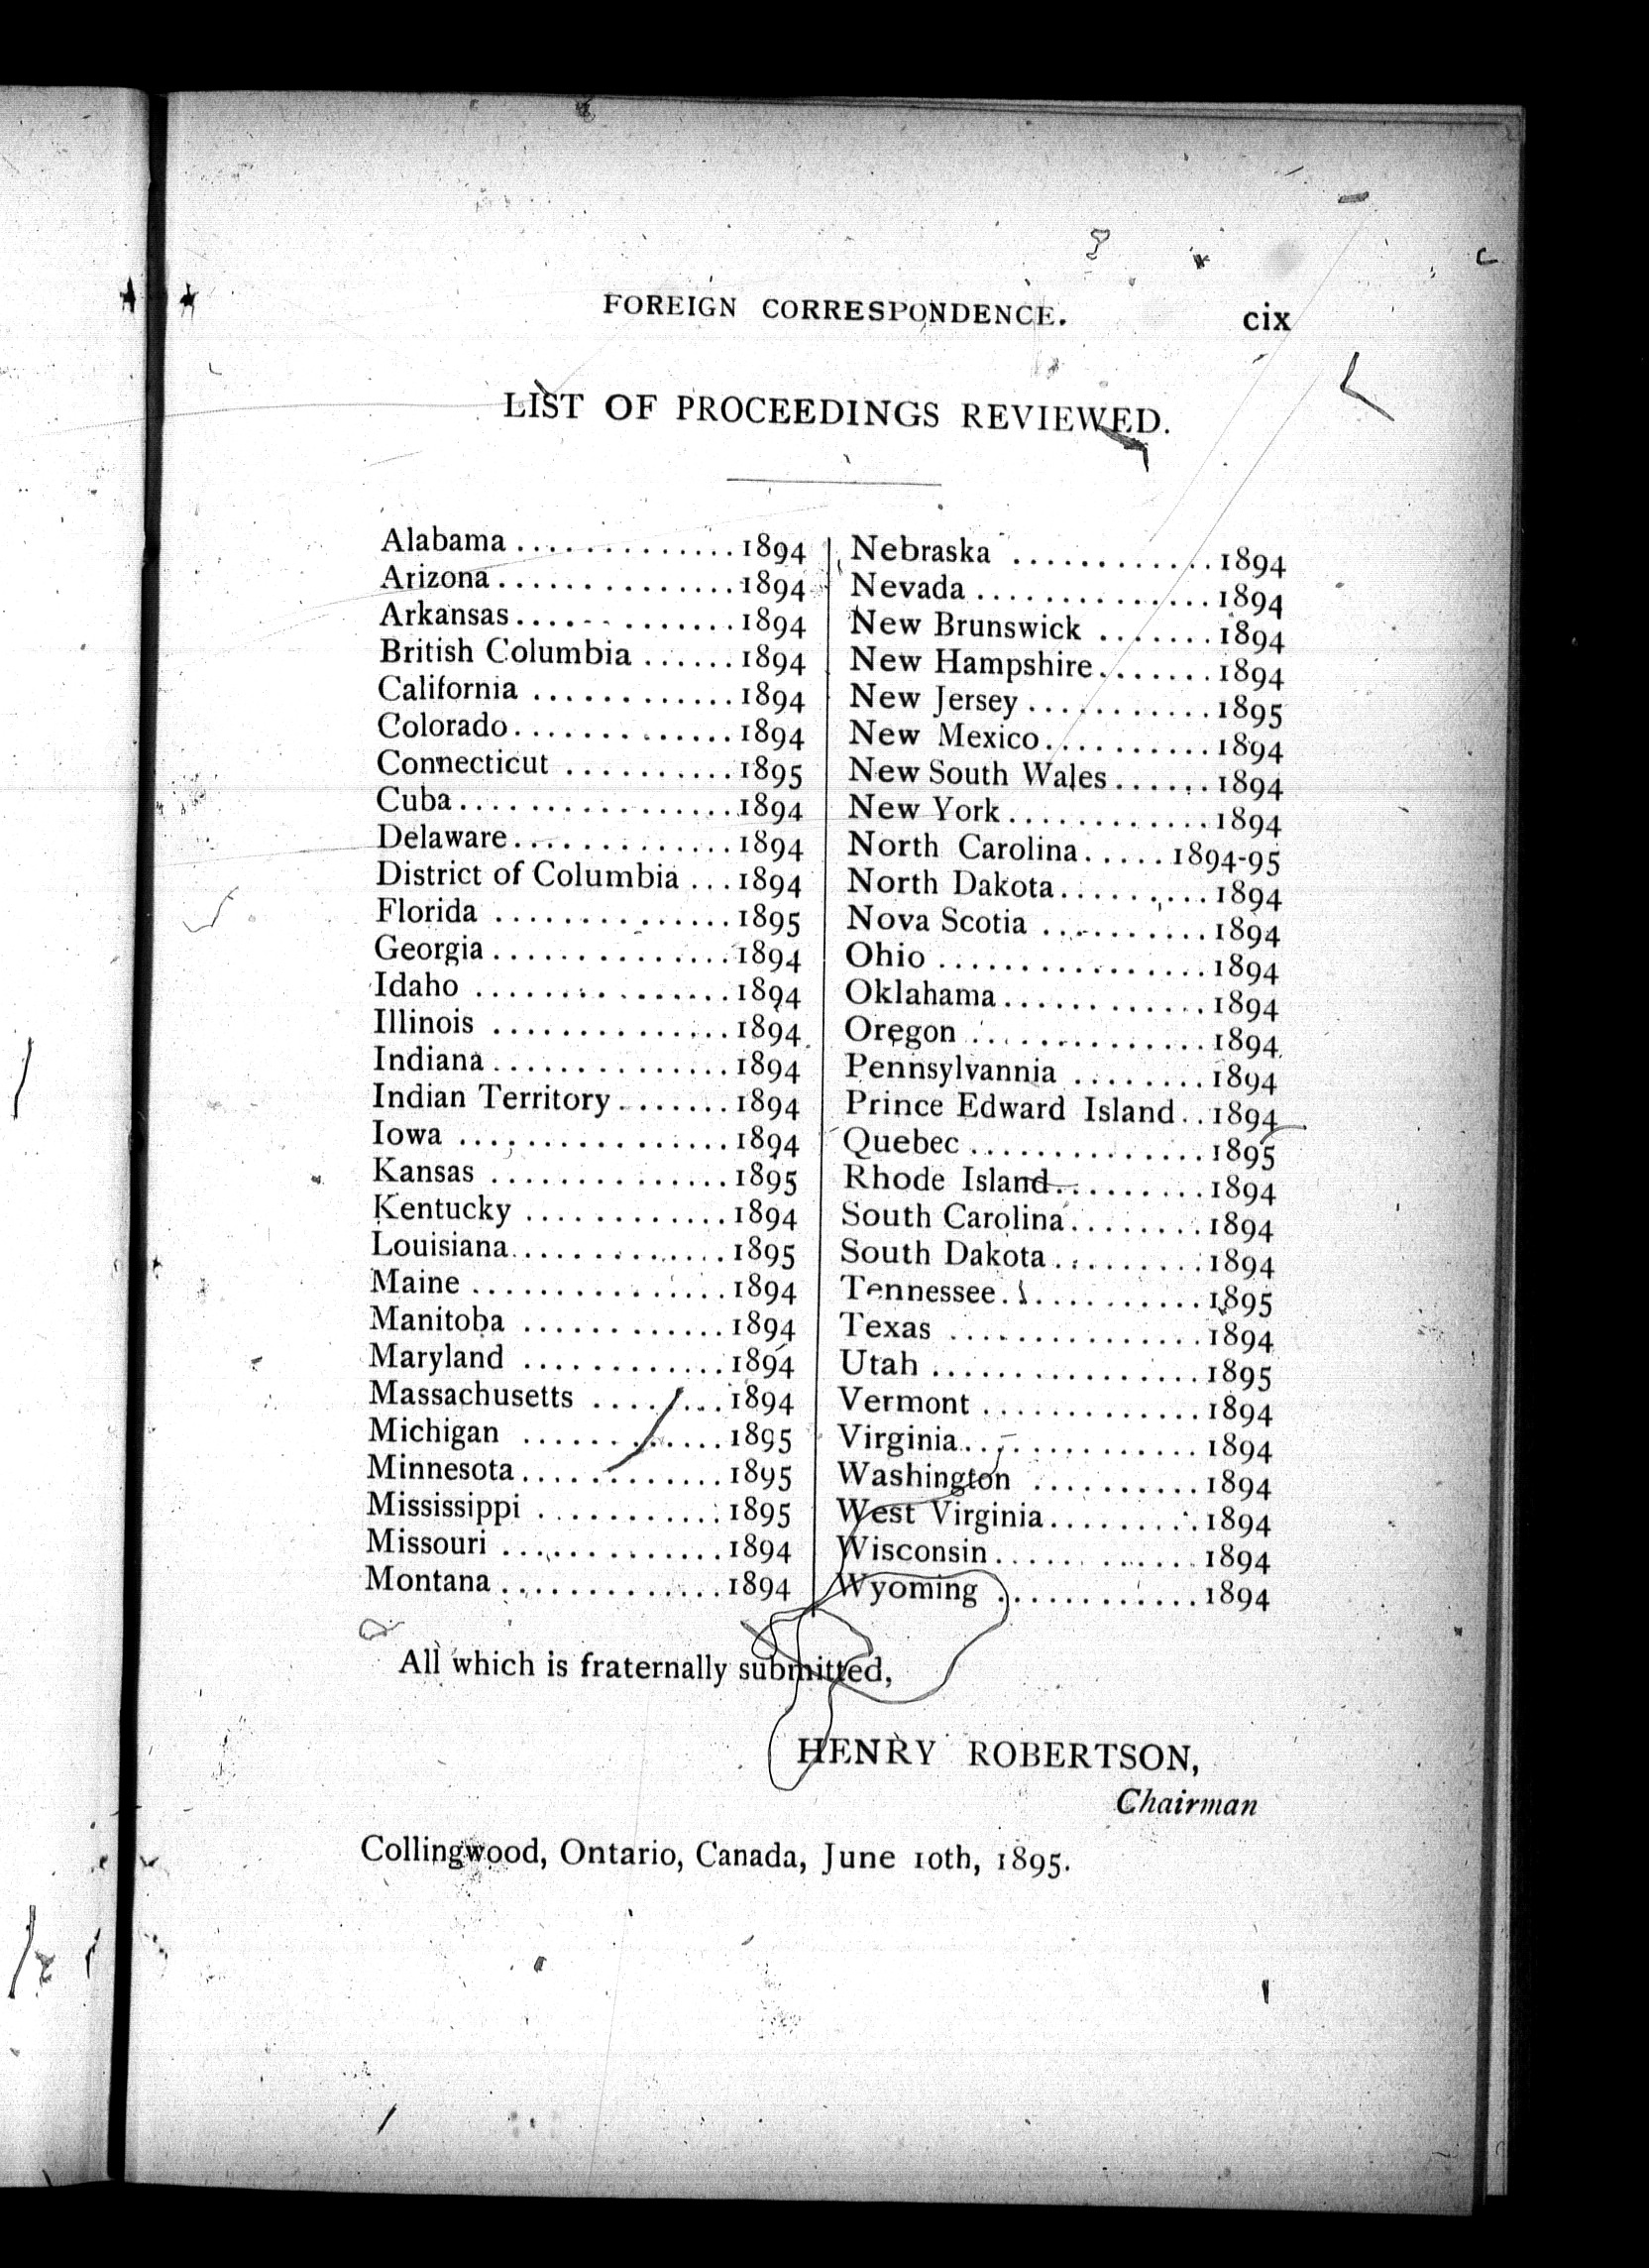 FOREIGN CORRESPONDENCE. cix
LIST OF PROCEEDINGS REVIEWED.
Alabama . . . . . . . . . . . . . 1894
Arizona . . . . . . . . . . . . . . 1894
Arkansas . . . . . . . . . . . . . 1894
British Columbia . . . . . . 1894
California . . . . . . . . . . . . 1894
Colorado . . . . . . . . . . . . . 1894
Connecticut . . . . . . . . . . 1895
Cuba . . . . . . . . . . . . . . . . 1894
Delaware . . . . . . . . . . . . . 1894
District of Columbia . . . 1894
Florida . . . . . . . . . . . . . . 1895
Georgia . . . . . . . . . . . . . . 1894
Idaho . . . . . . . . . . . . . . . 1894
Illinois . . . . . . . . . . . . . . 1894
Indiana . . . . . . . . . . . . . . 1894
Indian Territory . . . . . . . 1894
Iowa . . . . . . . . . . . . . . . . 1894
Kansas . . . . . . . . . . . . . . 1895
Kentucky . . . . . . . . . . . . 1894
Louisiana . . . . . . . . . . . . . 1895
Maine . . . . . . . . . . . . . . . 1894
Manitoba . . . . . . . . . . . . 1894
Maryland . . . . . . . . . . . . 1894
Massachusetts . . . . . . . . 1894
Michigan . . . . . . . . . . . . 1895
Minnesota . . . . . . . . . . . . 1895
Mississippi . . . . . . . . . . . 1895
Missouri . . . . . . . . . . . . . 1894
Montana . . . . . . . . . . . . . 1894
Nebraska . . . . . . . . . . . . 1894
Nevada . . . . . . . . . . . . . . 1894
New Brunswick . . . . . . . 1894
New Hampshire . . . . . . . 1894
New Jersey . . . . . . . . . . . 1895
New Mexico . . . . . . . . . . 1894
New South Wales . . . . . . 1894
New York . . . . . . . . . . . . 1894
North Carolina . . . . . 1894-95
North Dakota . . . . . . . . . 1894
Nova Scotia . . . . . . . . . . 1894
Ohio . . . . . . . . . . . . . . . . 1894
Oklahama . . . . . . . . . . . . 1894
Oregon . . . . . . . . . . . . . . 1894
Pennsylvannia . . . . . . . . 1894
Prince Edward Island . . 1894
Quebec . . . . . . . . . . . . . . 1895
Rhode Island . . . . . . . . . 1894
South Carolina . . . . . . . . 1894
South Dakota . . . . . . . . . 1894
Tennessee . . . . . . . . . . . . 1895
Texas . . . . . . . . . . . . . . . 1894
Utah . . . . . . . . . . . . . . . . 1895
Vermont . . . . . . . . . . . . . 1894
Virginia . . . . . . . . . . . . . . 1894
Washington . . . . . . . . . . 1894
West Virginia . . . . . . . . . 1894
Wisconsin . . . . . . . . . . . . 1894
Wyoming . . . . . . . . . . . . 1894
All which is fraternally submitted,
HENRY ROBERTSON,
Chairman
Collingwood, Ontario, Canada, June 10th, 1895.